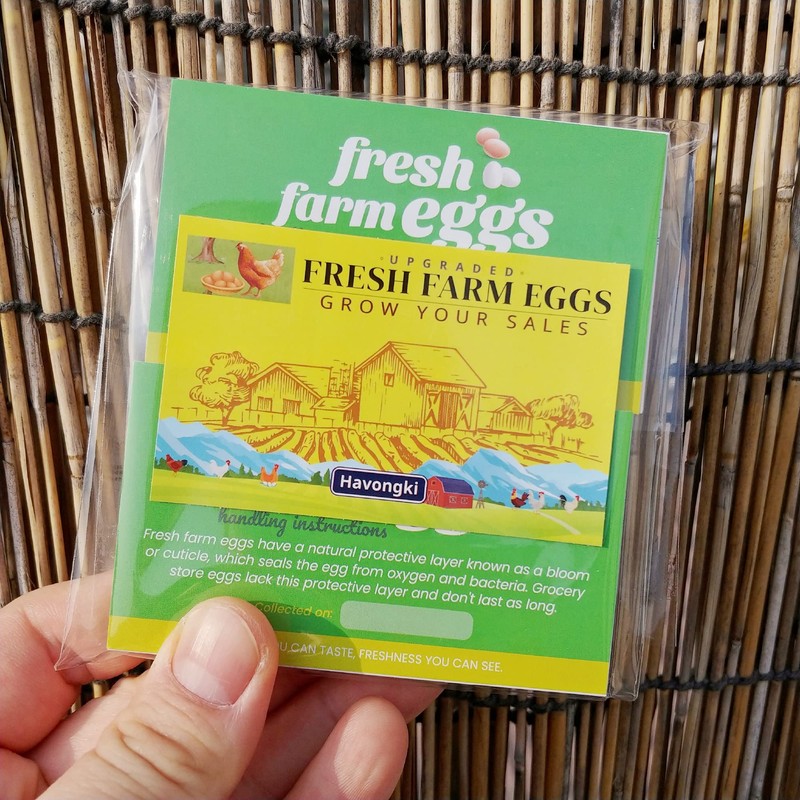 fresh
farm eggs
UPGRADED
FRESH FARM EGGS
GROW YOUR SALES
Havongki
handling instructions
Fresh farm eggs have a natural protective layer known as a bloom
or cuticle, which seals the egg from oxygen and bacteria. Grocery
store eggs lack this protective layer and don't last as long.
Collected on:
U CAN TASTE, FRESHNESS YOU CAN SEE.